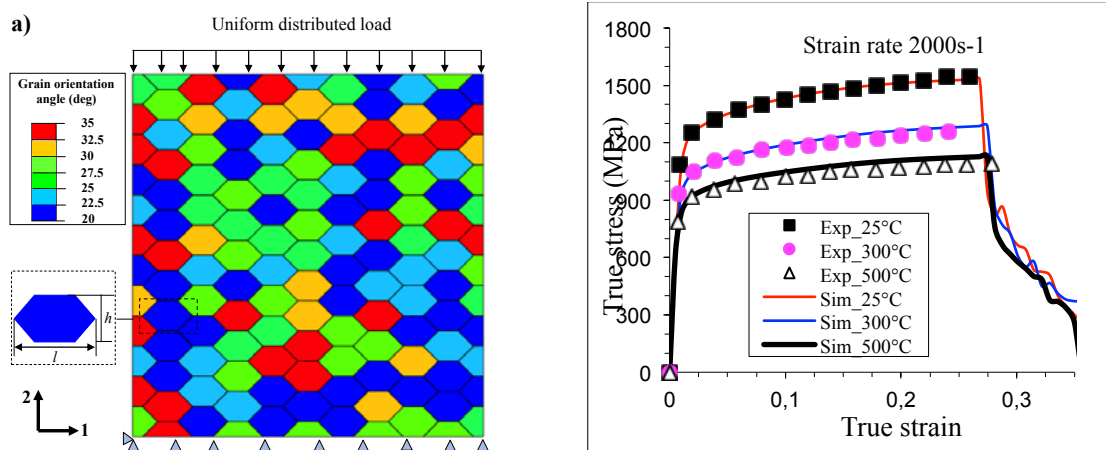 a)
Uniform distributed load
Grain orientation
angle (deg)
35
32.5
30
27.5
25
22.5
20
h
l
2
1
True stress (MPa)
1800
1500
1200
900
600
300
0
Strain rate 2000s-1
Exp_25°C
Exp_300°C
Exp_500°C
Sim_25°C
Sim_300°C
Sim_500°C
0
0,1
0,2
0,3
True strain